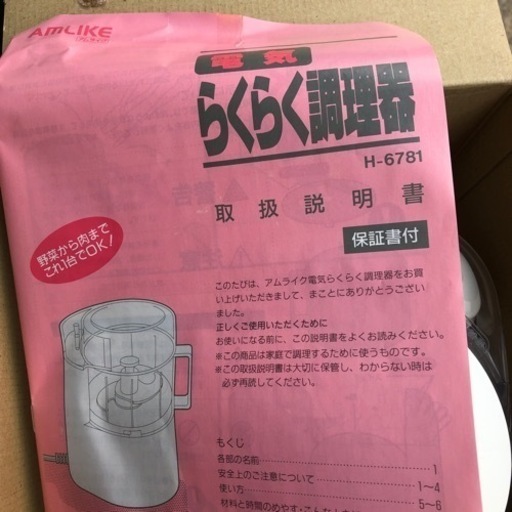 AMLIKE
アムライク
電気
らくらく調理器
H-6781
取扱説明書
保証書付
野菜から肉まで
これ1台でOK!
このたびは、アムライク電気らくらく調理器をお買
い上げいただきまして、まことにありがとうござい
ました。
正しくご使用いただくために
お使いになる前に、この説明書をよくお読みください。
※この商品は家庭で調理するために使うものです。
※この取扱説明書は大切に保管し、わからない時は
必ず再読してください。
もくじ
各部の名前 1
安全上のご注意について 1~4
使い方 5~6